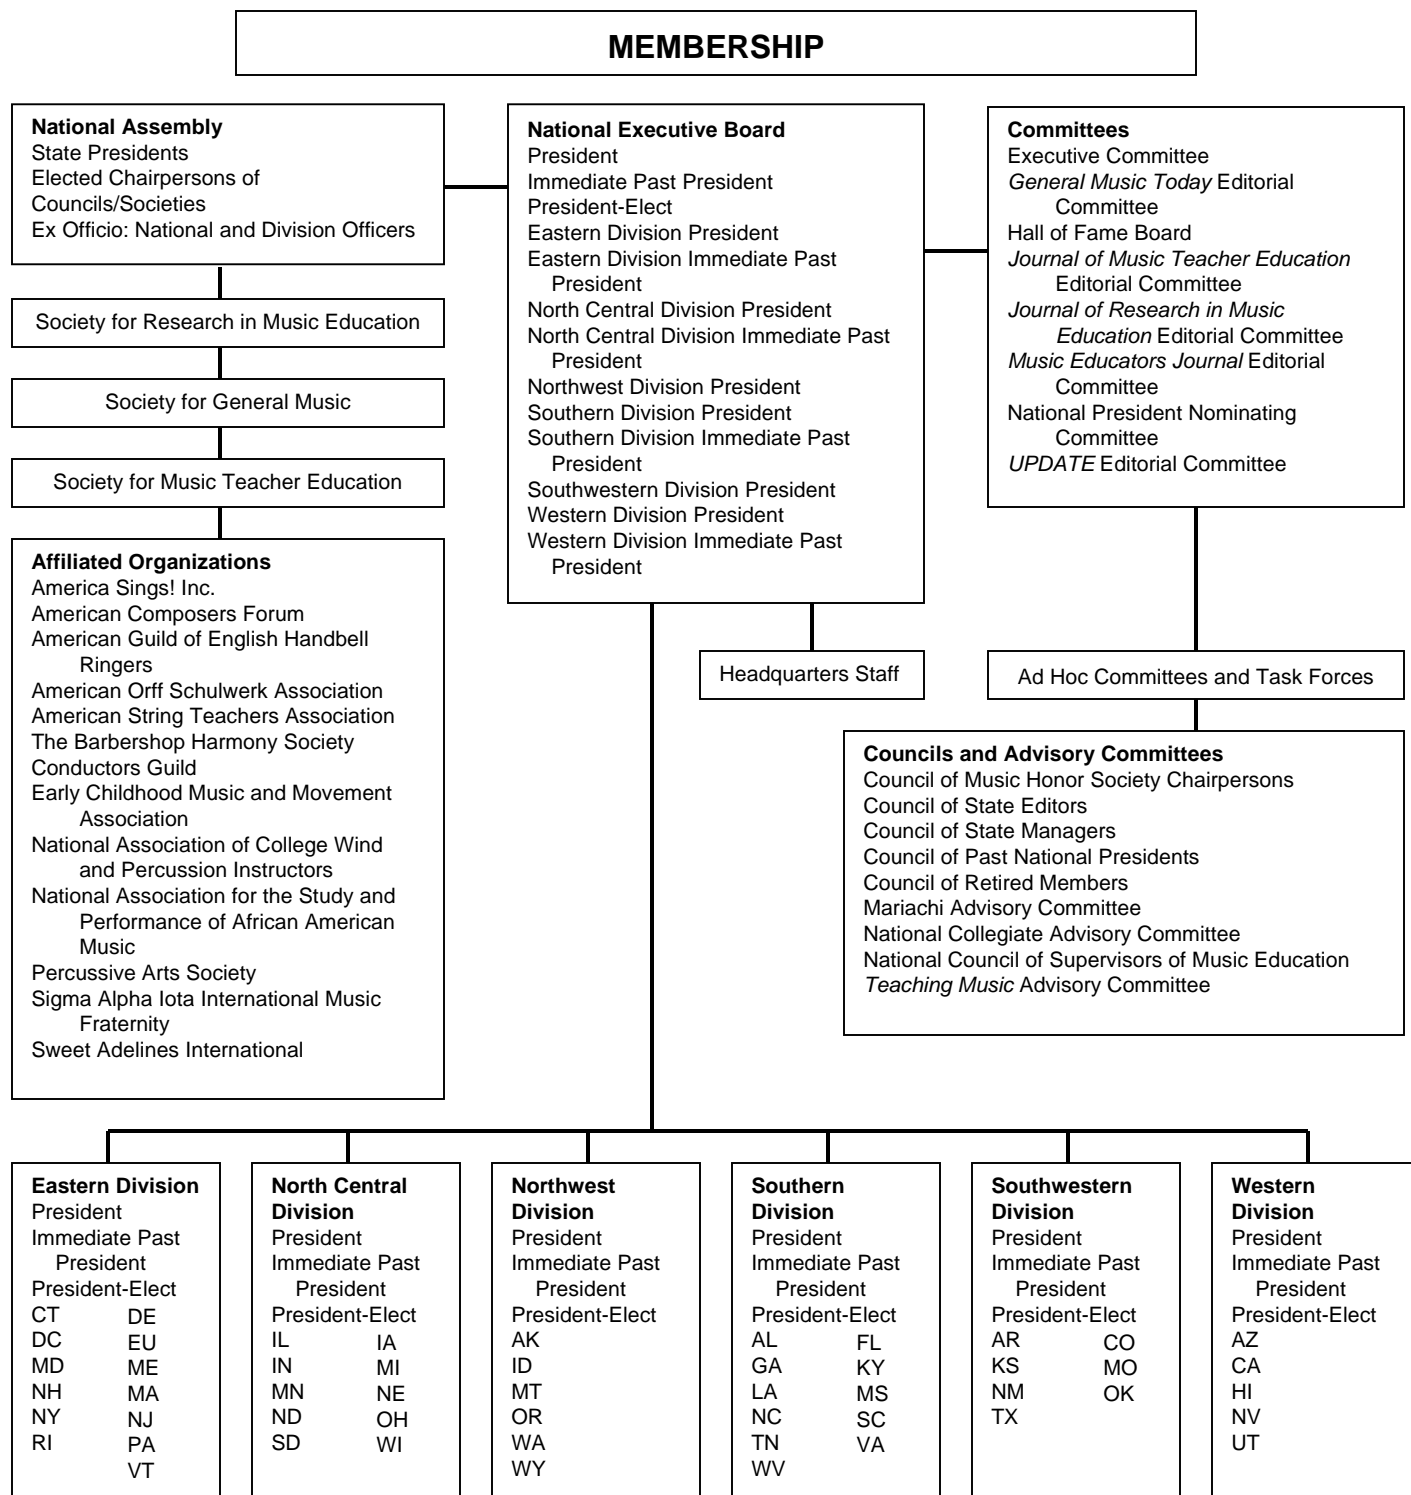 MEMBERSHIP
National Assembly
State Presidents
Elected Chairpersons of
Councils/Societies
Ex Officio: National and Division Officers
Society for Research in Music Education
Society for General Music
Society for Music Teacher Education
Affiliated Organizations
America Sings! Inc.
American Composers Forum
American Guild of English Handbell
Ringers
American Orff Schulwerk Association
American String Teachers Association
The Barbershop Harmony Society
Conductors Guild
Early Childhood Music and Movement
Association
National Association of College Wind
and Percussion Instructors
National Association for the Study and
Performance of African American
Music
Percussive Arts Society
Sigma Alpha Iota International Music
Fraternity
Sweet Adelines International
National Executive Board
President
Immediate Past President
President-Elect
Eastern Division President
Eastern Division Immediate Past
President
North Central Division President
North Central Division Immediate Past
President
Northwest Division President
Southern Division President
Southern Division Immediate Past
President
Southwestern Division President
Western Division President
Western Division Immediate Past
President
Headquarters Staff
Committees
Executive Committee
General Music Today Editorial
Committee
Hall of Fame Board
Journal of Music Teacher Education
Editorial Committee
Journal of Research in Music
Education Editorial Committee
Music Educators Journal Editorial
Committee
National President Nominating
Committee
UPDATE Editorial Committee
Ad Hoc Committees and Task Forces
Councils and Advisory Committees
Council of Music Honor Society Chairpersons
Council of State Editors
Council of State Managers
Council of Past National Presidents
Council of Retired Members
Mariachi Advisory Committee
National Collegiate Advisory Committee
National Council of Supervisors of Music Education
Teaching Music Advisory Committee
Eastern Division
President
Immediate Past
President
President-Elect
CT DE
DC EU
MD ME
NH MA
NY NJ
RI PA
VT
North Central
Division
President
Immediate Past
President
President-Elect
IL IA
IN MI
MN NE
ND OH
SD WI
Northwest
Division
President
Immediate Past
President
President-Elect
AK
ID
MT
OR
WA
WY
Southern
Division
President
Immediate Past
President
President-Elect
AL FL
GA KY
LA MS
NC SC
TN VA
WV
Southwestern
Division
President
Immediate Past
President
President-Elect
AR CO
KS MO
NM OK
TX
Western
Division
President
Immediate Past
President
President-Elect
AZ
CA
HI
NV
UT